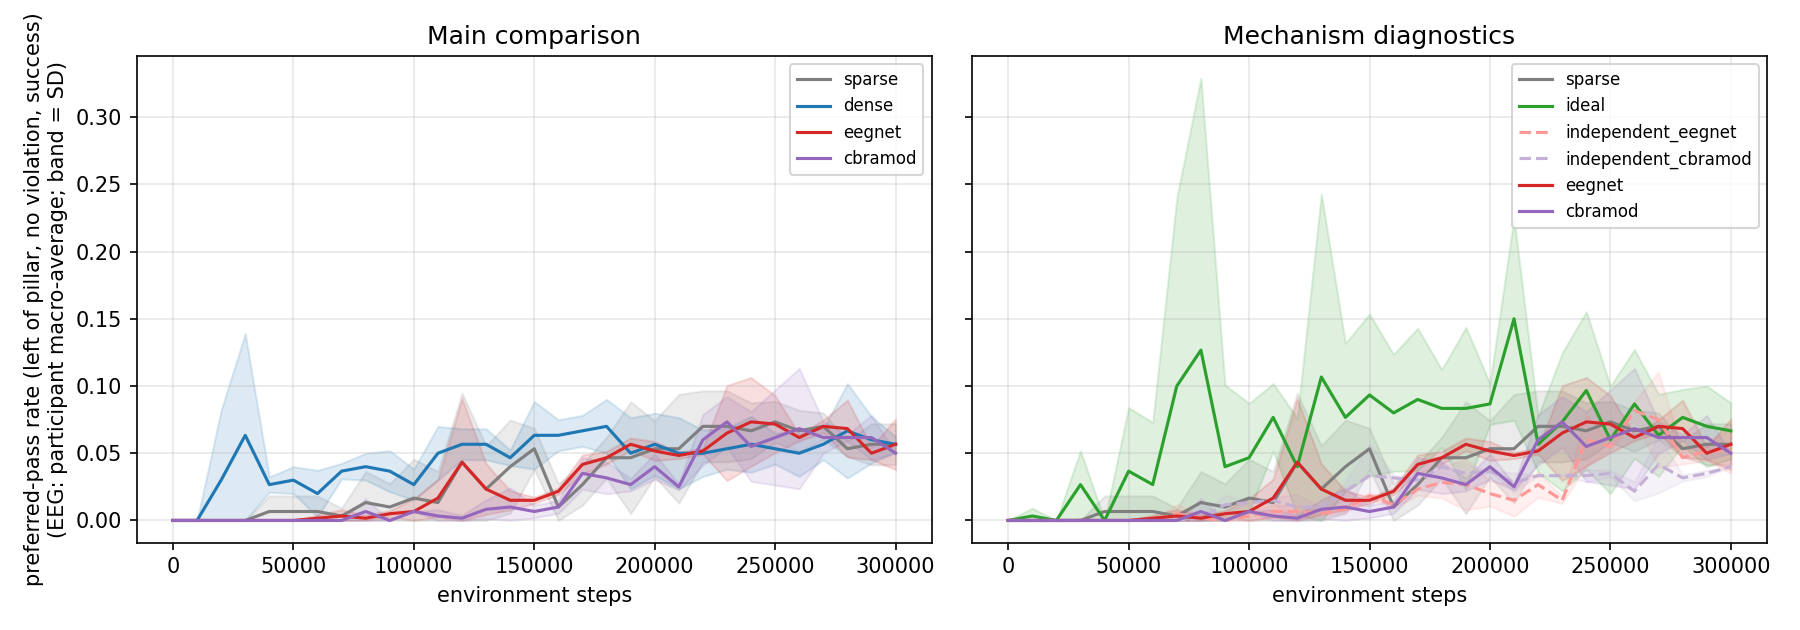 preferred-pass rate (left of pillar, no violation, success)
(EEG: participant macro-average; band = SD)
Main comparison
0.30
0.25
0.20
0.15
0.10
0.05
0.00
0 50000 100000 150000 200000 250000 300000
environment steps
sparse
dense
eegnet
cbramod
Mechanism diagnostics
0 50000 100000 150000 200000 250000 300000
environment steps
sparse
ideal
independent_eegnet
independent_cbramod
eegnet
cbramod